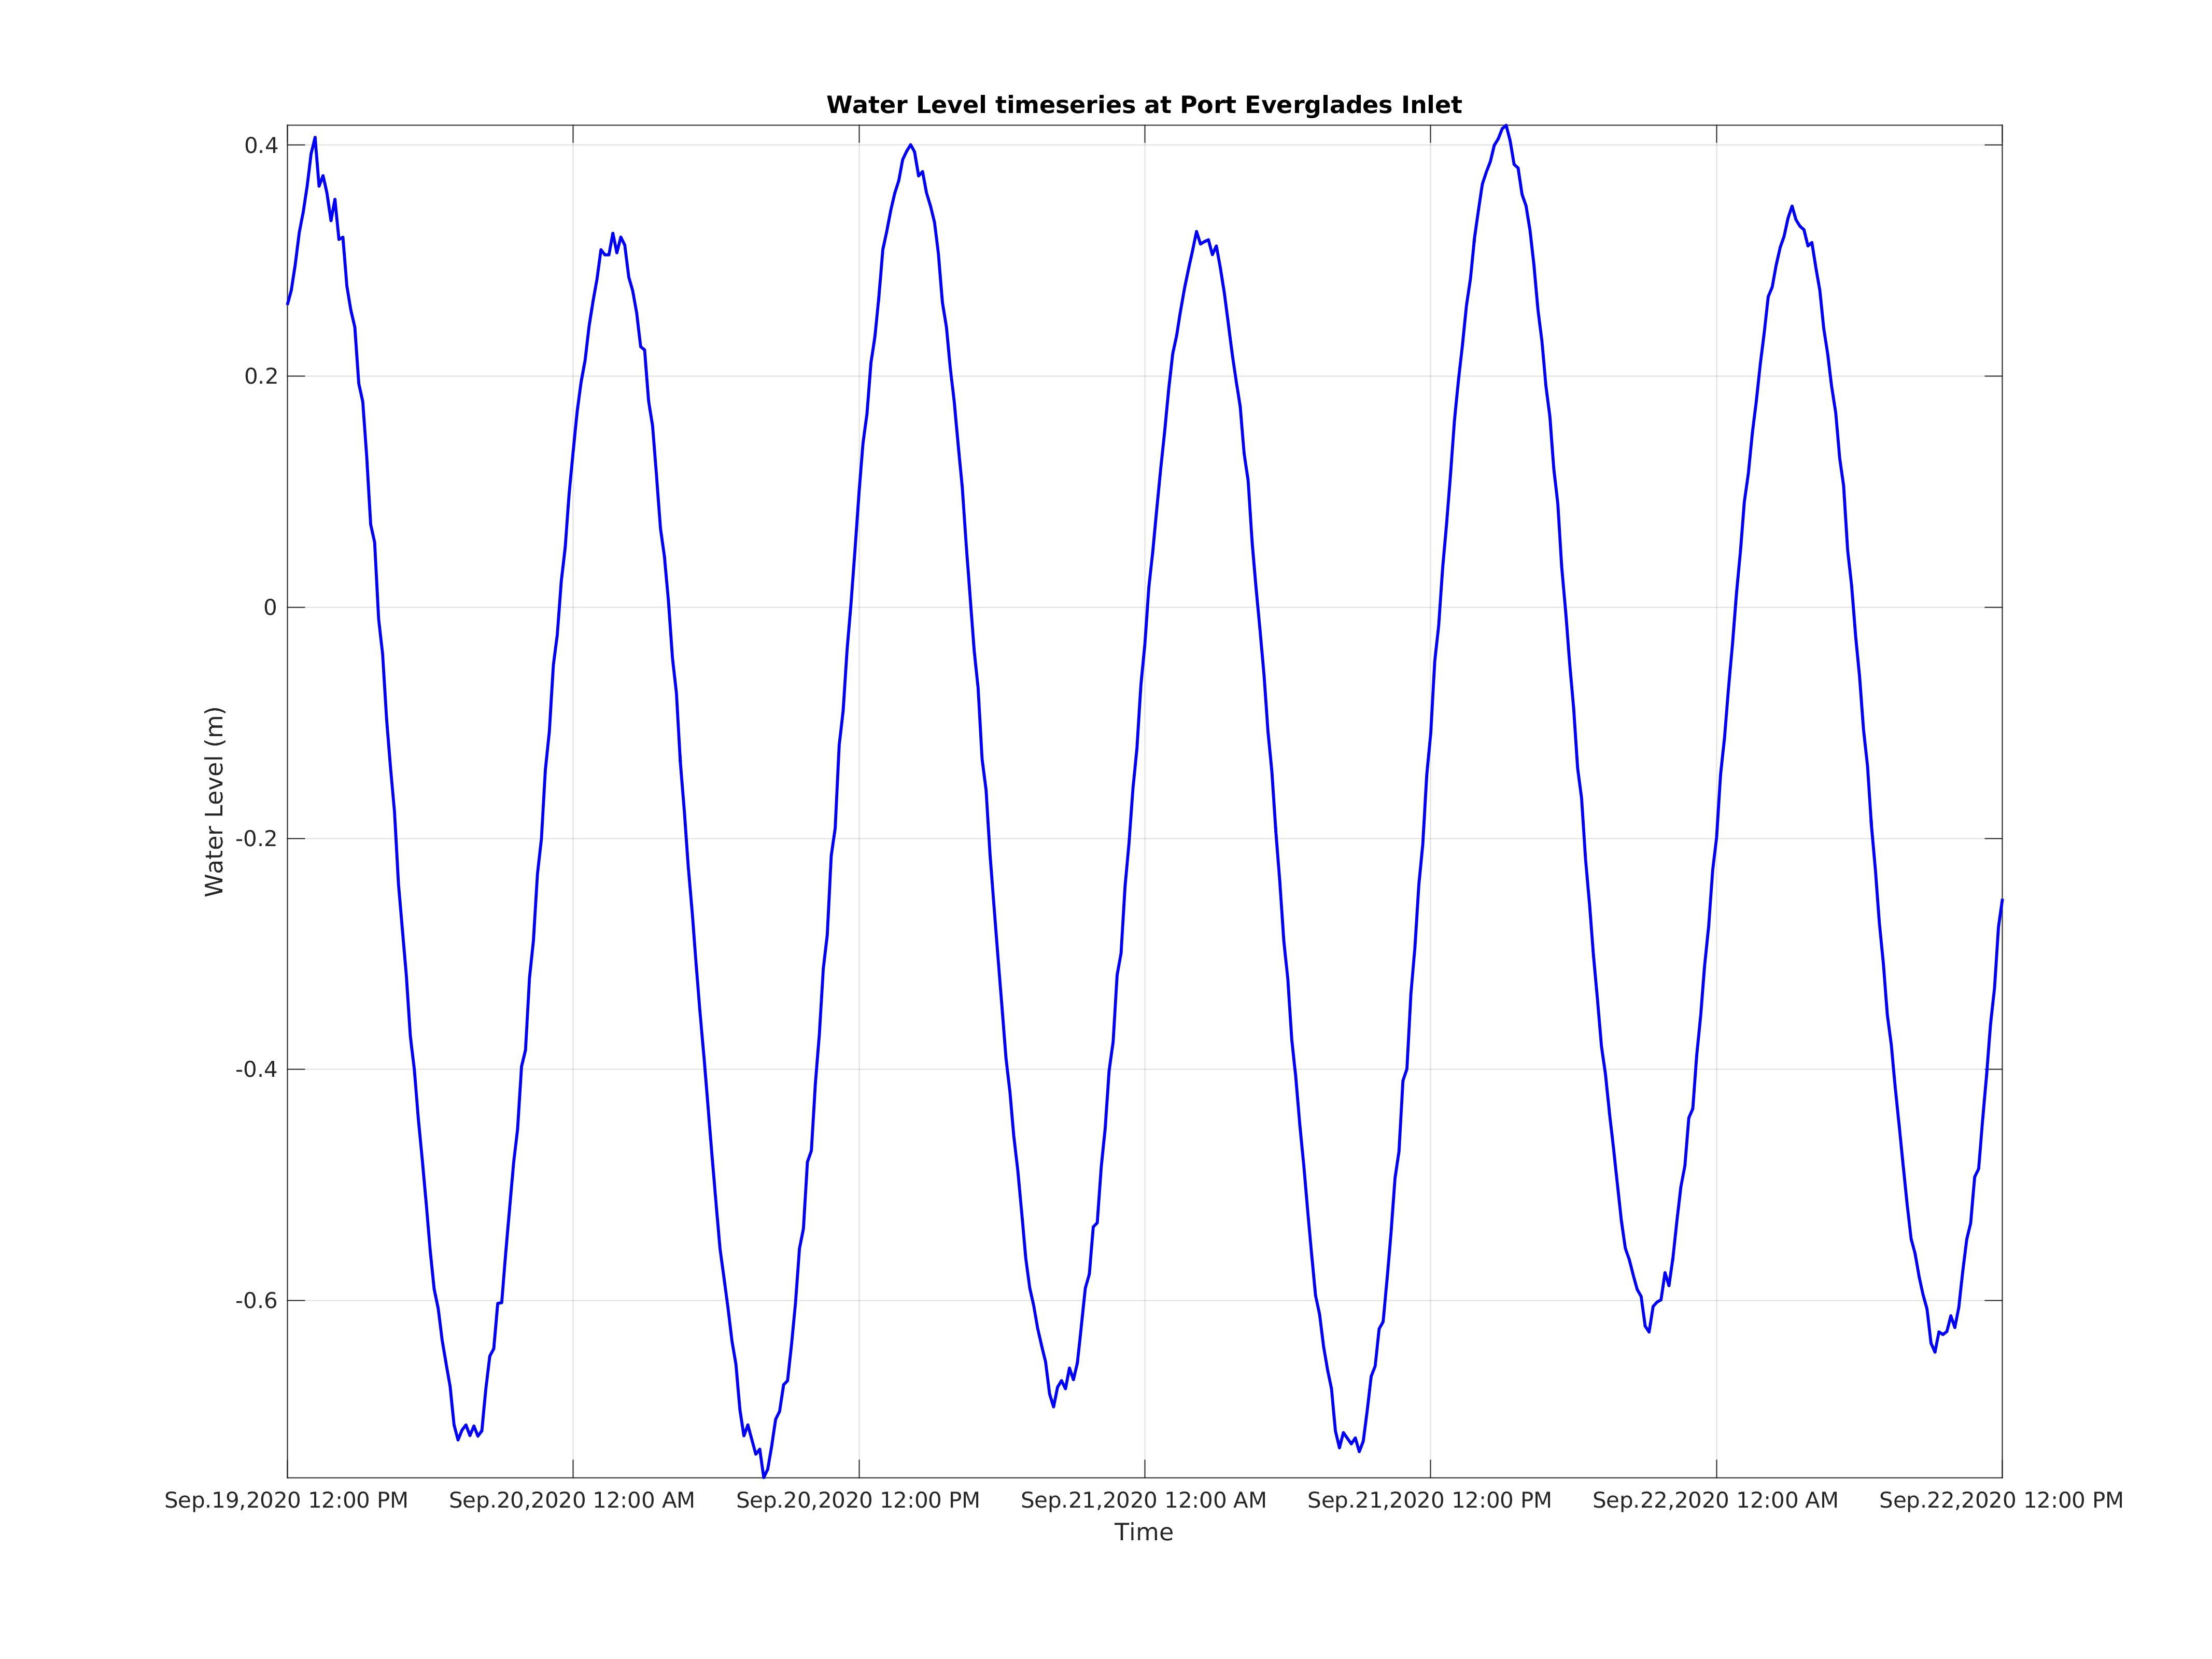 Water Level timeseries at Port Everglades Inlet
0.4
0.2
0
-0.2
-0.4
-0.6
Water Level (m)
Sep.19,2020 12:00 PM Sep.20,2020 12:00 AM Sep.20,2020 12:00 PM Sep.21,2020 12:00 AM Sep.21,2020 12:00 PM Sep.22,2020 12:00 AM Sep.22,2020 12:00 PM
Time